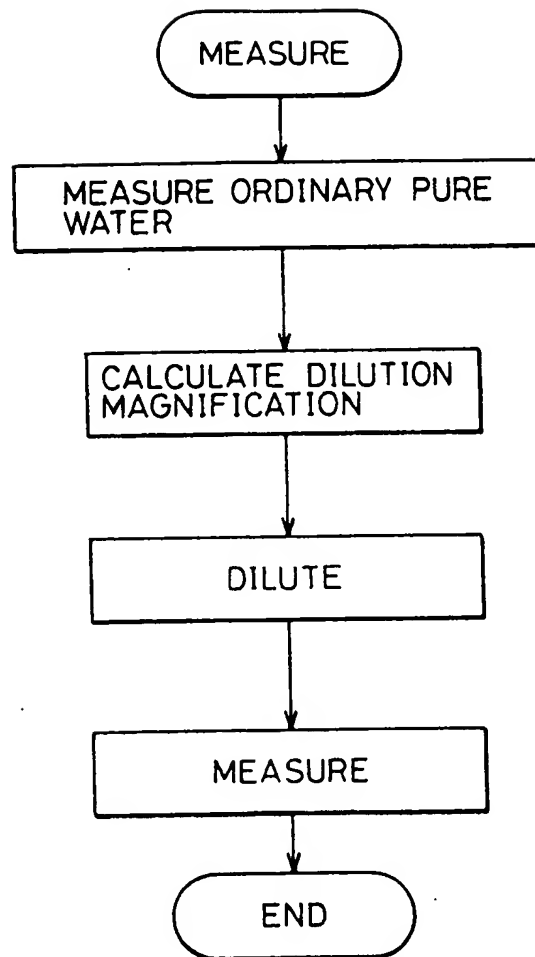 MEASURE
MEASURE ORDINARY PURE
WATER
CALCULATE DILUTION
MAGNIFICATION
DILUTE
MEASURE
END